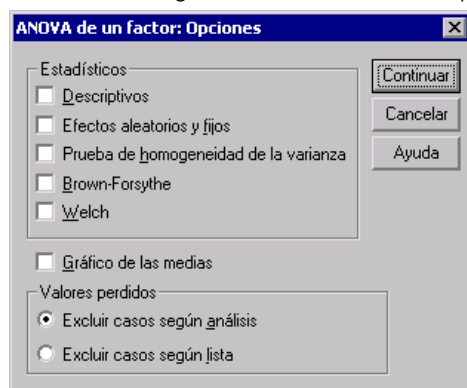 ANOVA de un factor: Opciones
Estadísticos
Descriptivos
Efectos aleatorios y fijos
Prueba de homogeneidad de la varianza
Brown-Forsythe
Welch
Gráfico de las medias
Valores perdidos
Excluir casos según análisis
Excluir casos según lista
Continuar
Cancelar
Ayuda